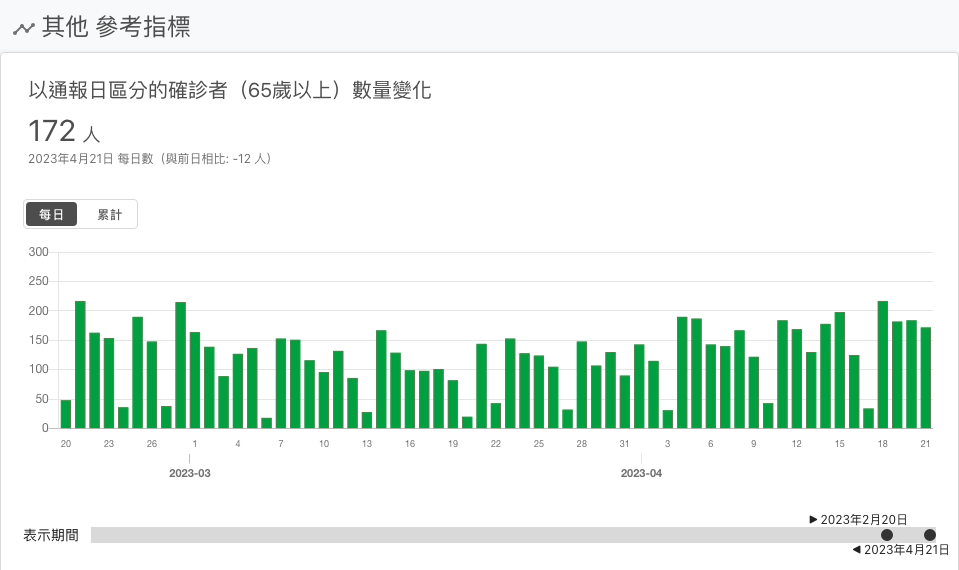 其他 參考指標
以通報日區分的確診者（65歲以上）數量變化
172 人
2023年4月21日 每日數（與前日相比: -12 人）
每日 累計
300
250
200
150
100
50
0
20 23 26 1 4 7 10 13 16 19 22 25 28 31 3 6 9 12 15 18 21
2023-03 2023-04
▶ 2023年2月20日
表示期間
◀ 2023年4月21日